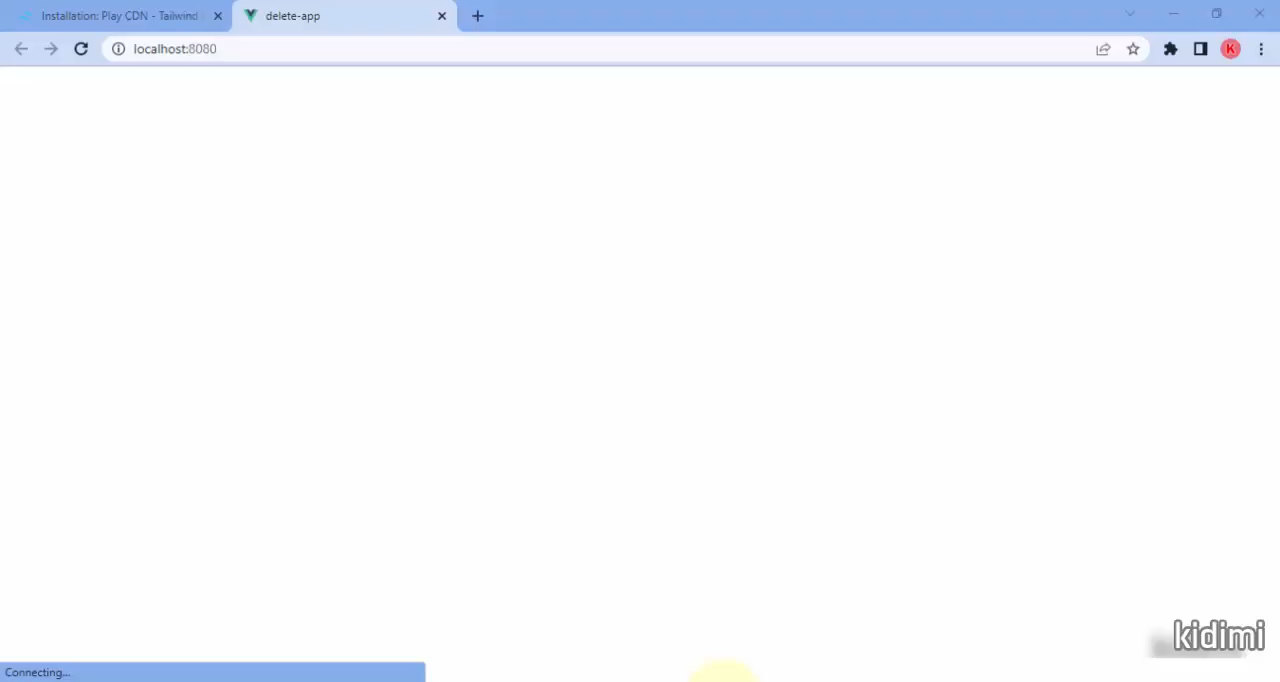 Installation: Play CDN - Tailwind
delete-app
localhost:8080
K
kidimi
Connecting...